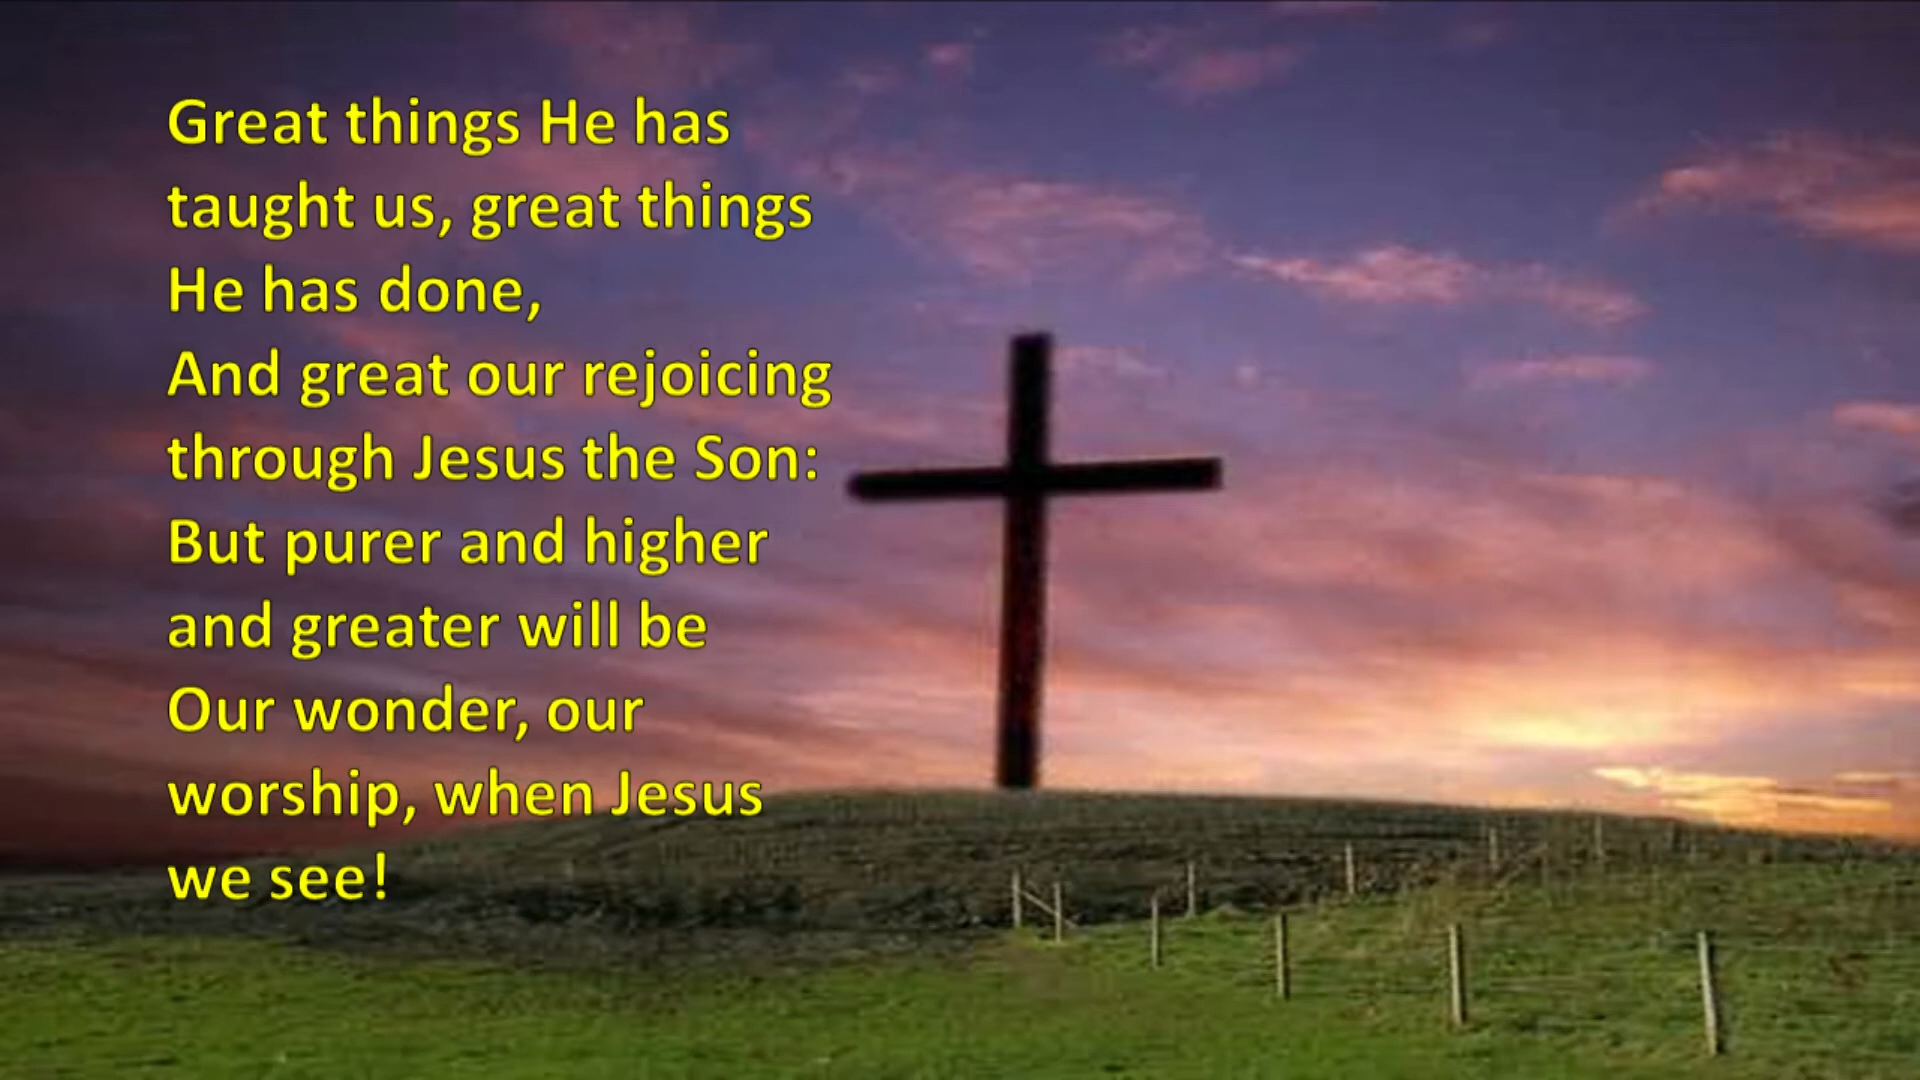 Great things He has
taught us, great things
He has done,
And great our rejoicing
through Jesus the Son:
But purer and higher
and greater will be
Our wonder, our
worship, when Jesus
we see!